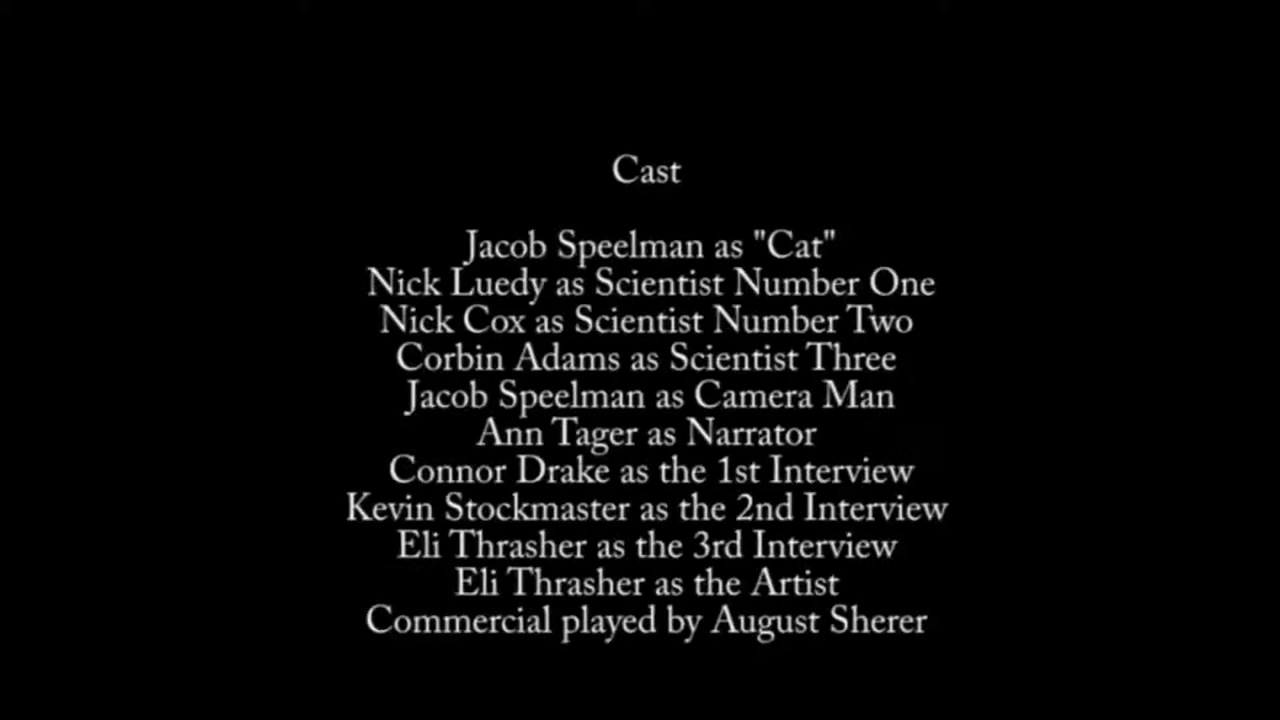 Cast
Jacob Speelman as "Cat"
Nick Luedy as Scientist Number One
Nick Cox as Scientist Number Two
Corbin Adams as Scientist Three
Jacob Speelman as Camera Man
Ann Tager as Narrator
Connor Drake as the 1st Interview
Kevin Stockmaster as the 2nd Interview
Eli Thrasher as the 3rd Interview
Eli Thrasher as the Artist
Commercial played by August Sherer